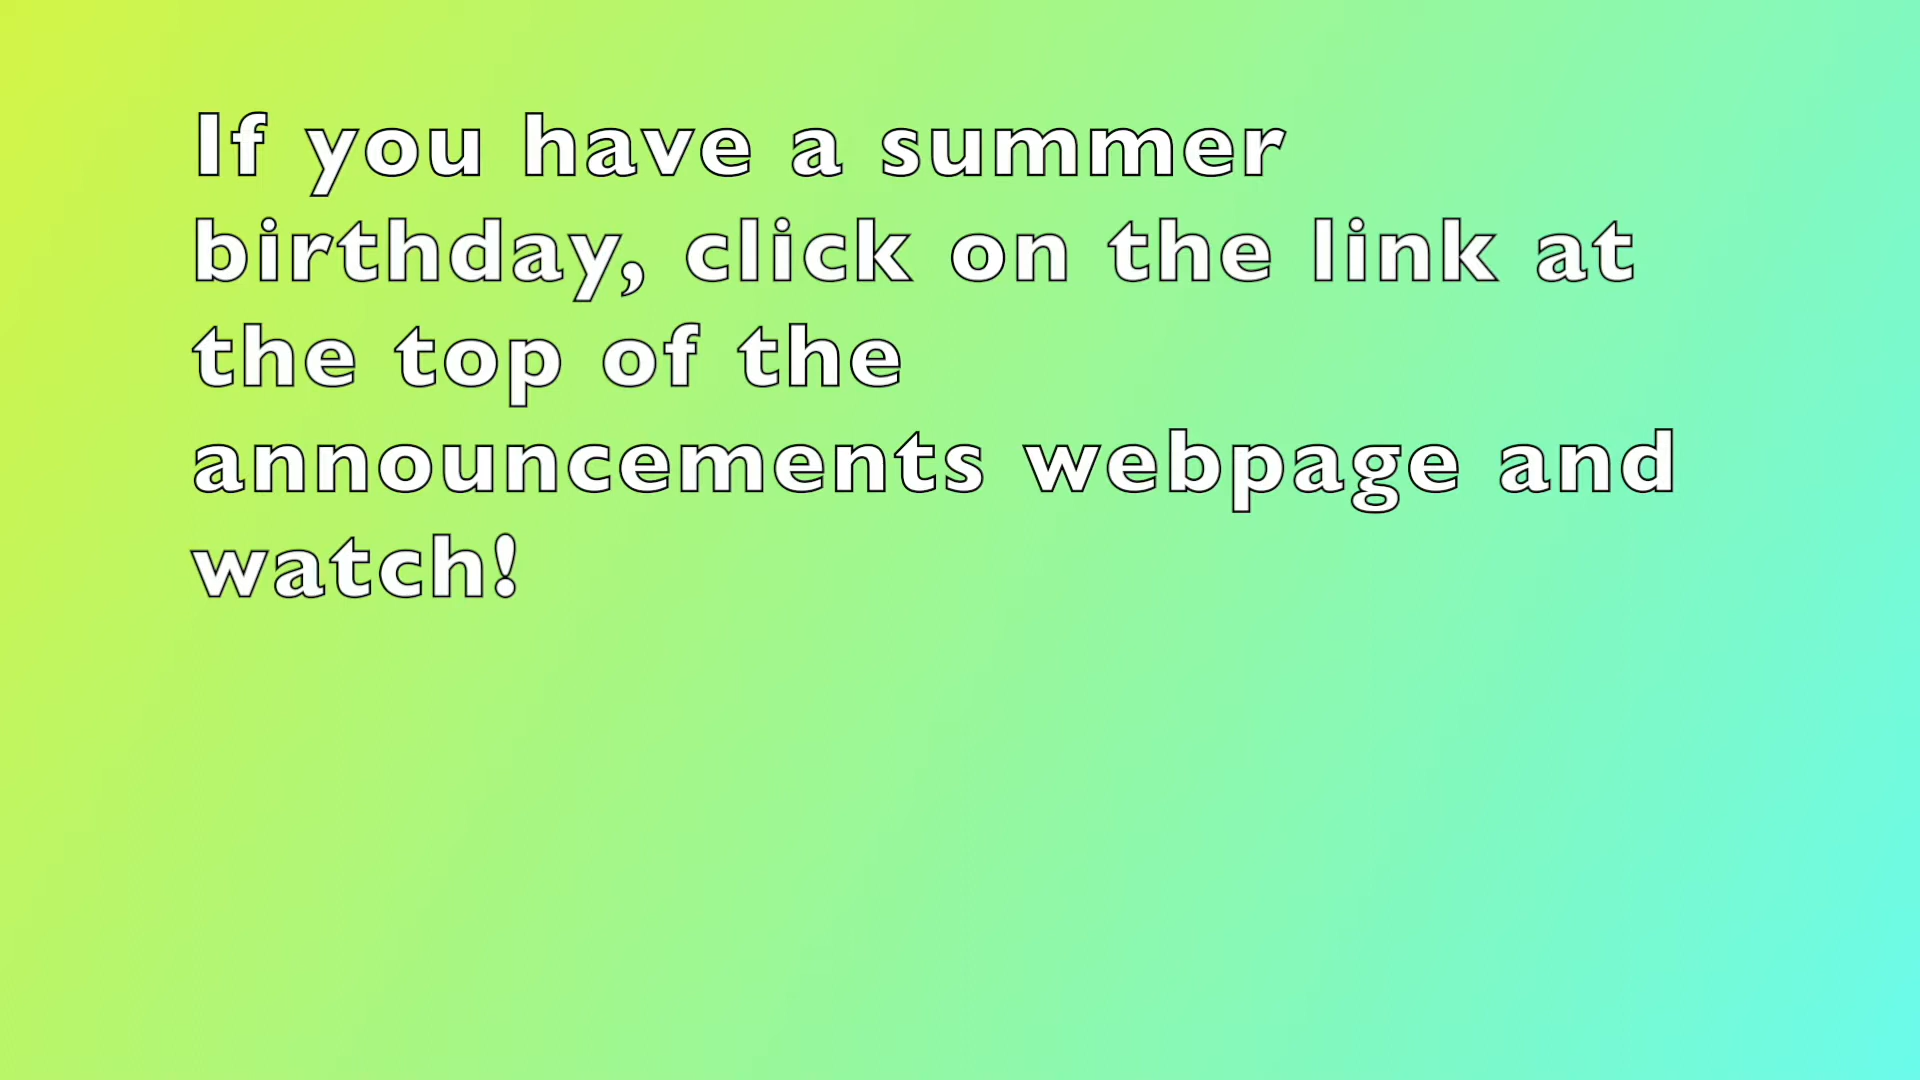 If you have a summer
birthday, click on the link at
the top of the
announcements webpage and
watch!